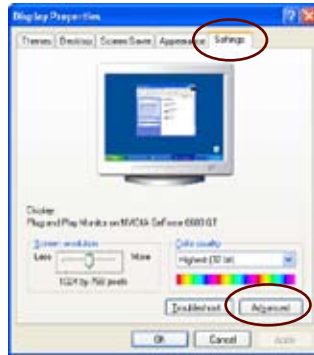 Display Properties
Themes Desktop Screen Saver Appearance Settings
Display:
Plug and Play Monitor on NVIDIA GeForce 6600 GT
Screen resolution
Color quality
Less More
Highest (32 bit)
1024 by 768 pixels
Troubleshoot... Advanced
OK Cancel Apply